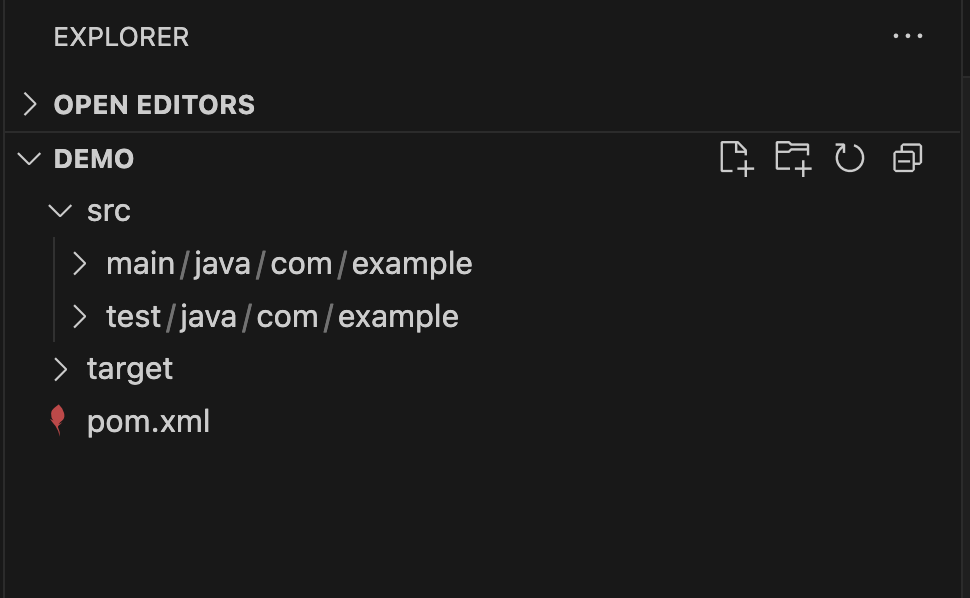 EXPLORER
OPEN EDITORS
DEMO
src
main/java/com/example
test/java/com/example
target
pom.xml